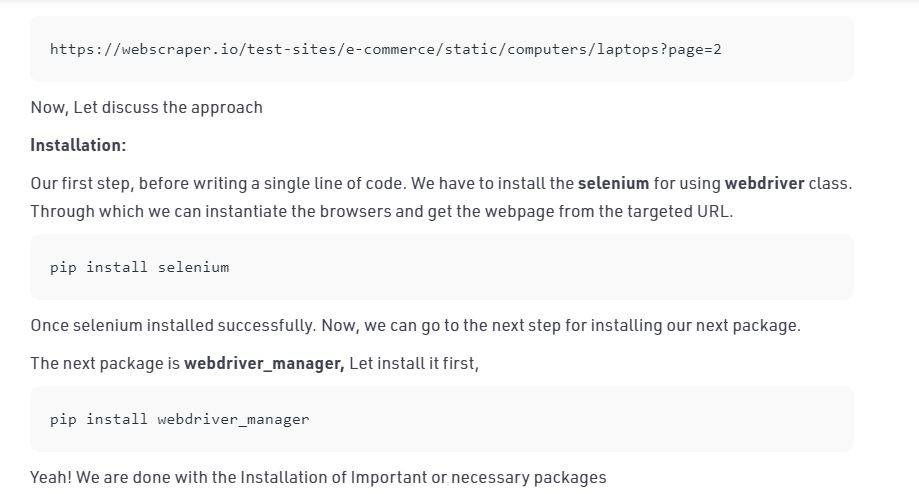 https://webscraper.io/test-sites/e-commerce/static/computers/laptops?page=2
Now, Let discuss the approach
Installation:
Our first step, before writing a single line of code. We have to install the selenium for using webdriver class.
Through which we can instantiate the browsers and get the webpage from the targeted URL.
pip install selenium
Once selenium installed successfully. Now, we can go to the next step for installing our next package.
The next package is webdriver_manager, Let install it first,
pip install webdriver_manager
Yeah! We are done with the Installation of Important or necessary packages